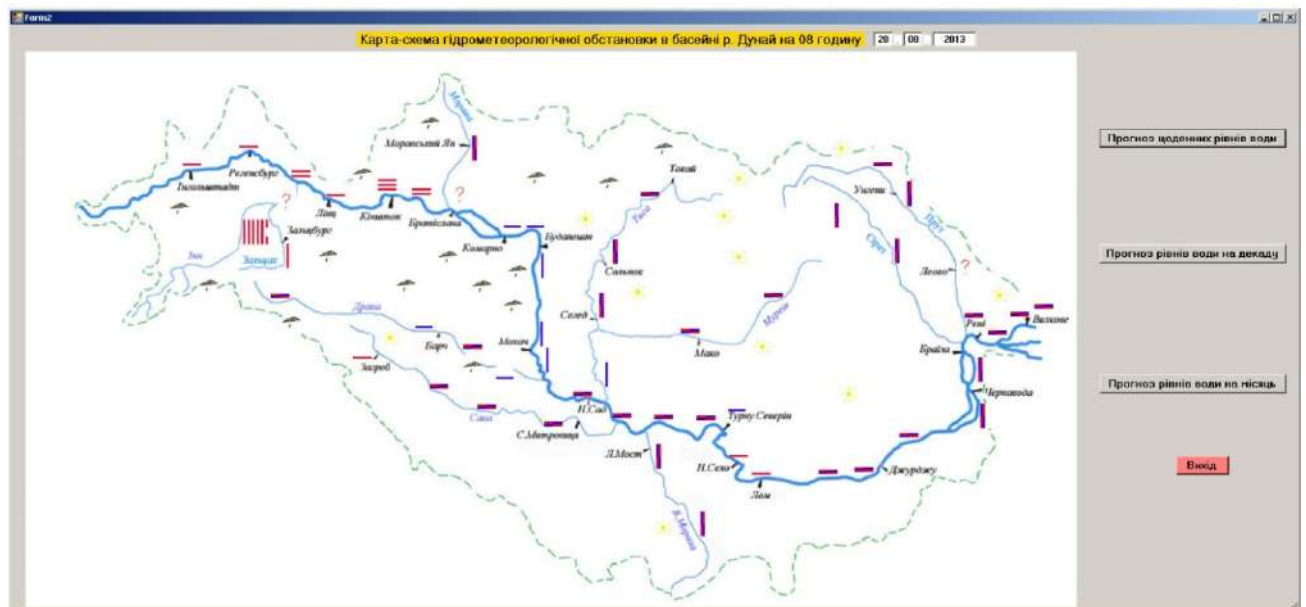 Form2
Карта-схема гідрометеорологічної обстановки в басейні р. Дунай на 08 годину 20 08 2013
Прогноз щоденних рівнів води
Прогноз рівнів води на декаду
Прогноз рівнів води на місяць
Вихід
Морава
Моравський Ян
Регенсбург
Інгольштадт
Лінц
Кіншток
Братіслава
Комарно
Будапешт
Зальцбург
Зальцах
Інн
Токай
Тиса
Сольнок
Сегед
Муреш
Мако
Унгени
Прут
Сірет
Леово
Рені
Вилкове
Браїла
Чернавода
Драва
Барч
Мохач
Загреб
Сава
Н.Сад
С.Митровиця
Турну Северін
Л.Мост
Н.Село
Лом
Джурджу
В.Морава